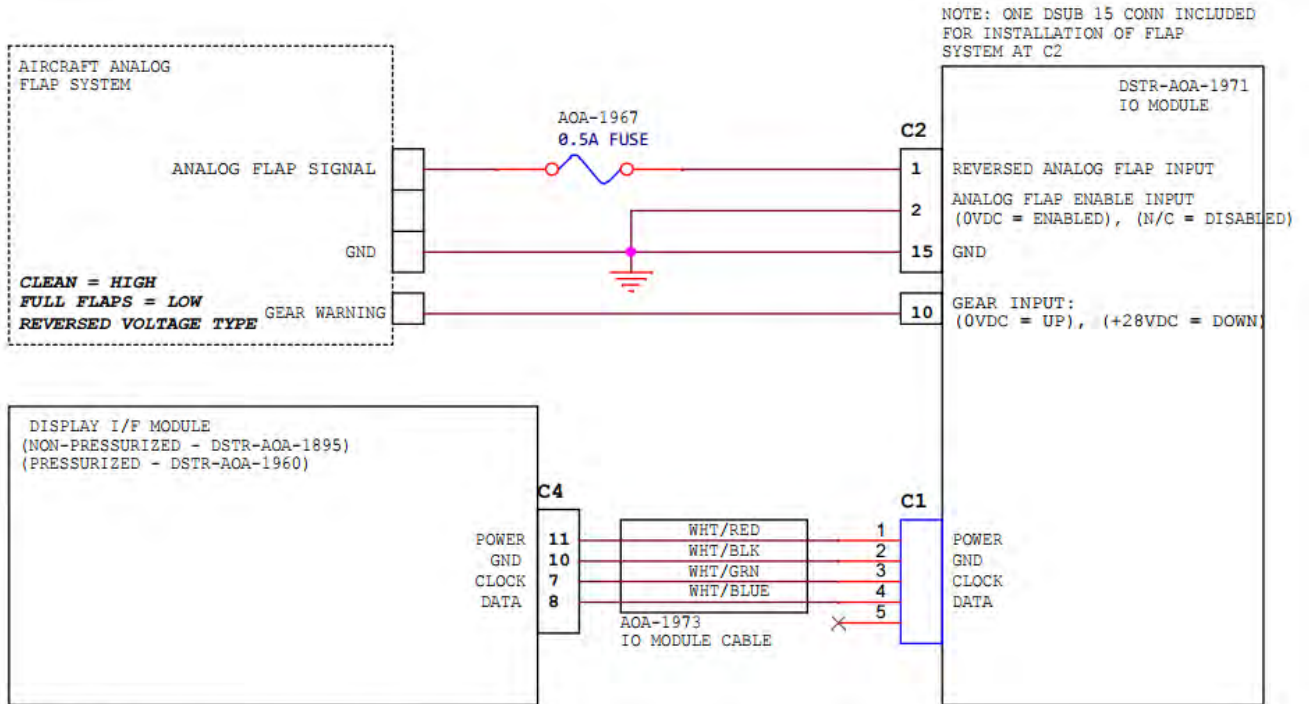 NOTE: ONE DSUB 15 CONN INCLUDED
FOR INSTALLATION OF FLAP
SYSTEM AT C2
AIRCRAFT ANALOG
FLAP SYSTEM
DSTR-AOA-1971
IO MODULE
AOA-1967
0.5A FUSE
C2
ANALOG FLAP SIGNAL
1
REVERSED ANALOG FLAP INPUT
2
ANALOG FLAP ENABLE INPUT
(0VDC = ENABLED), (N/C = DISABLED)
GND
15
GND
CLEAN = HIGH
FULL FLAPS = LOW
REVERSED VOLTAGE TYPE
GEAR WARNING
10
GEAR INPUT:
(0VDC = UP), (+28VDC = DOWN)
DISPLAY I/F MODULE
(NON-PRESSURIZED - DSTR-AOA-1895)
(PRESSURIZED - DSTR-AOA-1960)
C4
C1
POWER 11 WHT/RED 1 POWER
GND 10 WHT/BLK 2 GND
CLOCK 7 WHT/GRN 3 CLOCK
DATA 8 WHT/BLUE 4 DATA
5
AOA-1973
IO MODULE CABLE